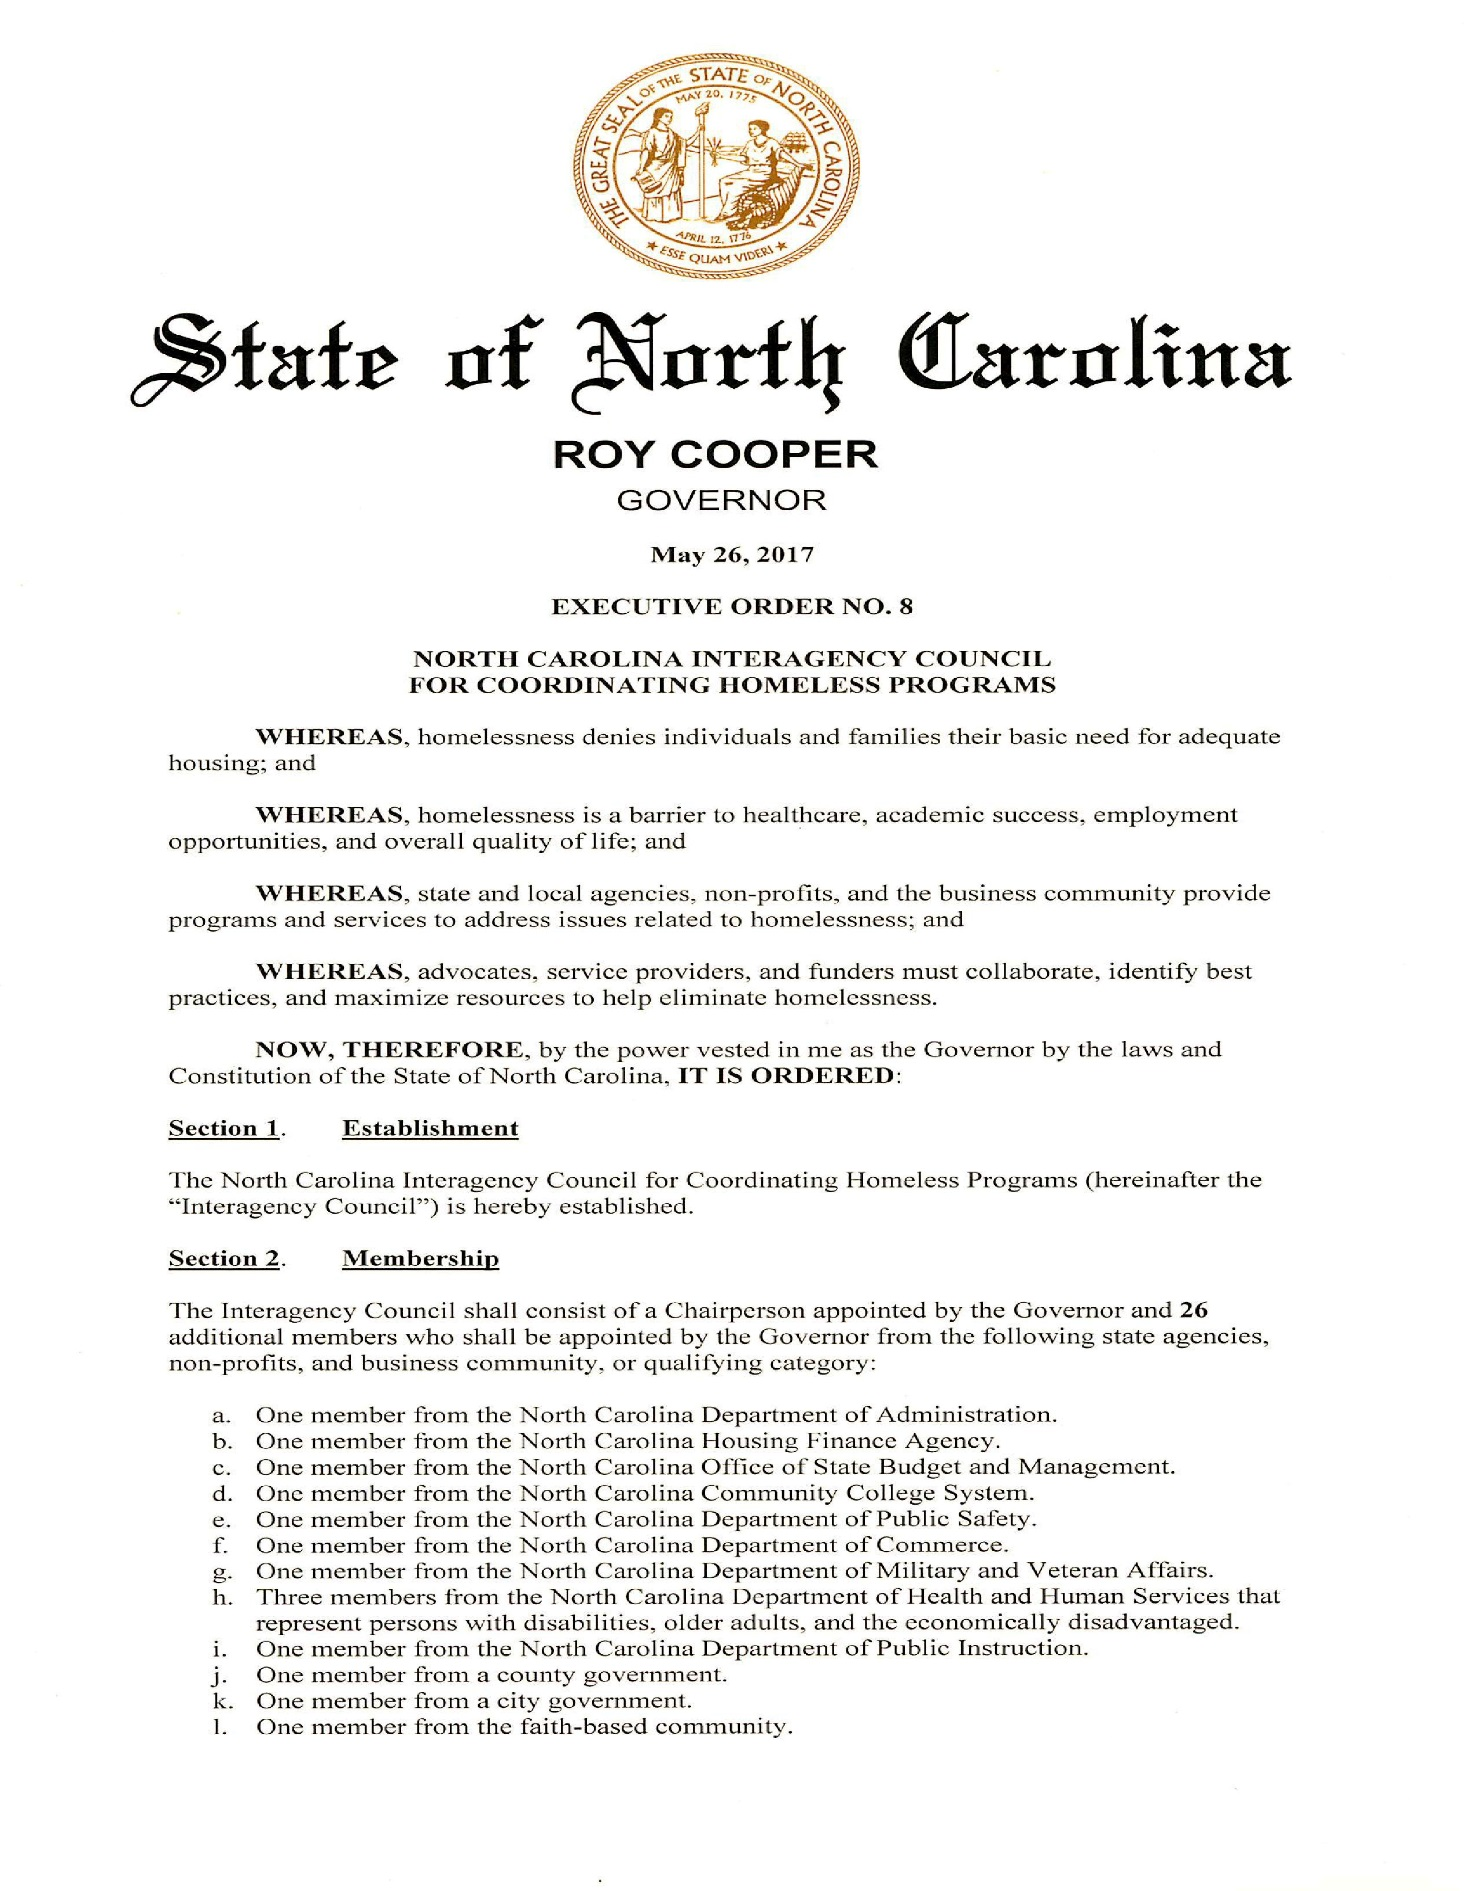 THE GREAT SEAL OF THE STATE OF NORTH CAROLINA
MAY 20, 1775
APRIL 12, 1776
★ ESSE QUAM VIDERI ★
State of North Carolina
ROY COOPER
GOVERNOR
May 26, 2017
EXECUTIVE ORDER NO. 8
NORTH CAROLINA INTERAGENCY COUNCIL
FOR COORDINATING HOMELESS PROGRAMS
WHEREAS, homelessness denies individuals and families their basic need for adequate
housing; and
WHEREAS, homelessness is a barrier to healthcare, academic success, employment
opportunities, and overall quality of life; and
WHEREAS, state and local agencies, non-profits, and the business community provide
programs and services to address issues related to homelessness; and
WHEREAS, advocates, service providers, and funders must collaborate, identify best
practices, and maximize resources to help eliminate homelessness.
NOW, THEREFORE, by the power vested in me as the Governor by the laws and
Constitution of the State of North Carolina, IT IS ORDERED:
Section 1. Establishment
The North Carolina Interagency Council for Coordinating Homeless Programs (hereinafter the
“Interagency Council”) is hereby established.
Section 2. Membership
The Interagency Council shall consist of a Chairperson appointed by the Governor and 26
additional members who shall be appointed by the Governor from the following state agencies,
non-profits, and business community, or qualifying category:
a. One member from the North Carolina Department of Administration.
b. One member from the North Carolina Housing Finance Agency.
c. One member from the North Carolina Office of State Budget and Management.
d. One member from the North Carolina Community College System.
e. One member from the North Carolina Department of Public Safety.
f. One member from the North Carolina Department of Commerce.
g. One member from the North Carolina Department of Military and Veteran Affairs.
h. Three members from the North Carolina Department of Health and Human Services that
represent persons with disabilities, older adults, and the economically disadvantaged.
i. One member from the North Carolina Department of Public Instruction.
j. One member from a county government.
k. One member from a city government.
l. One member from the faith-based community.